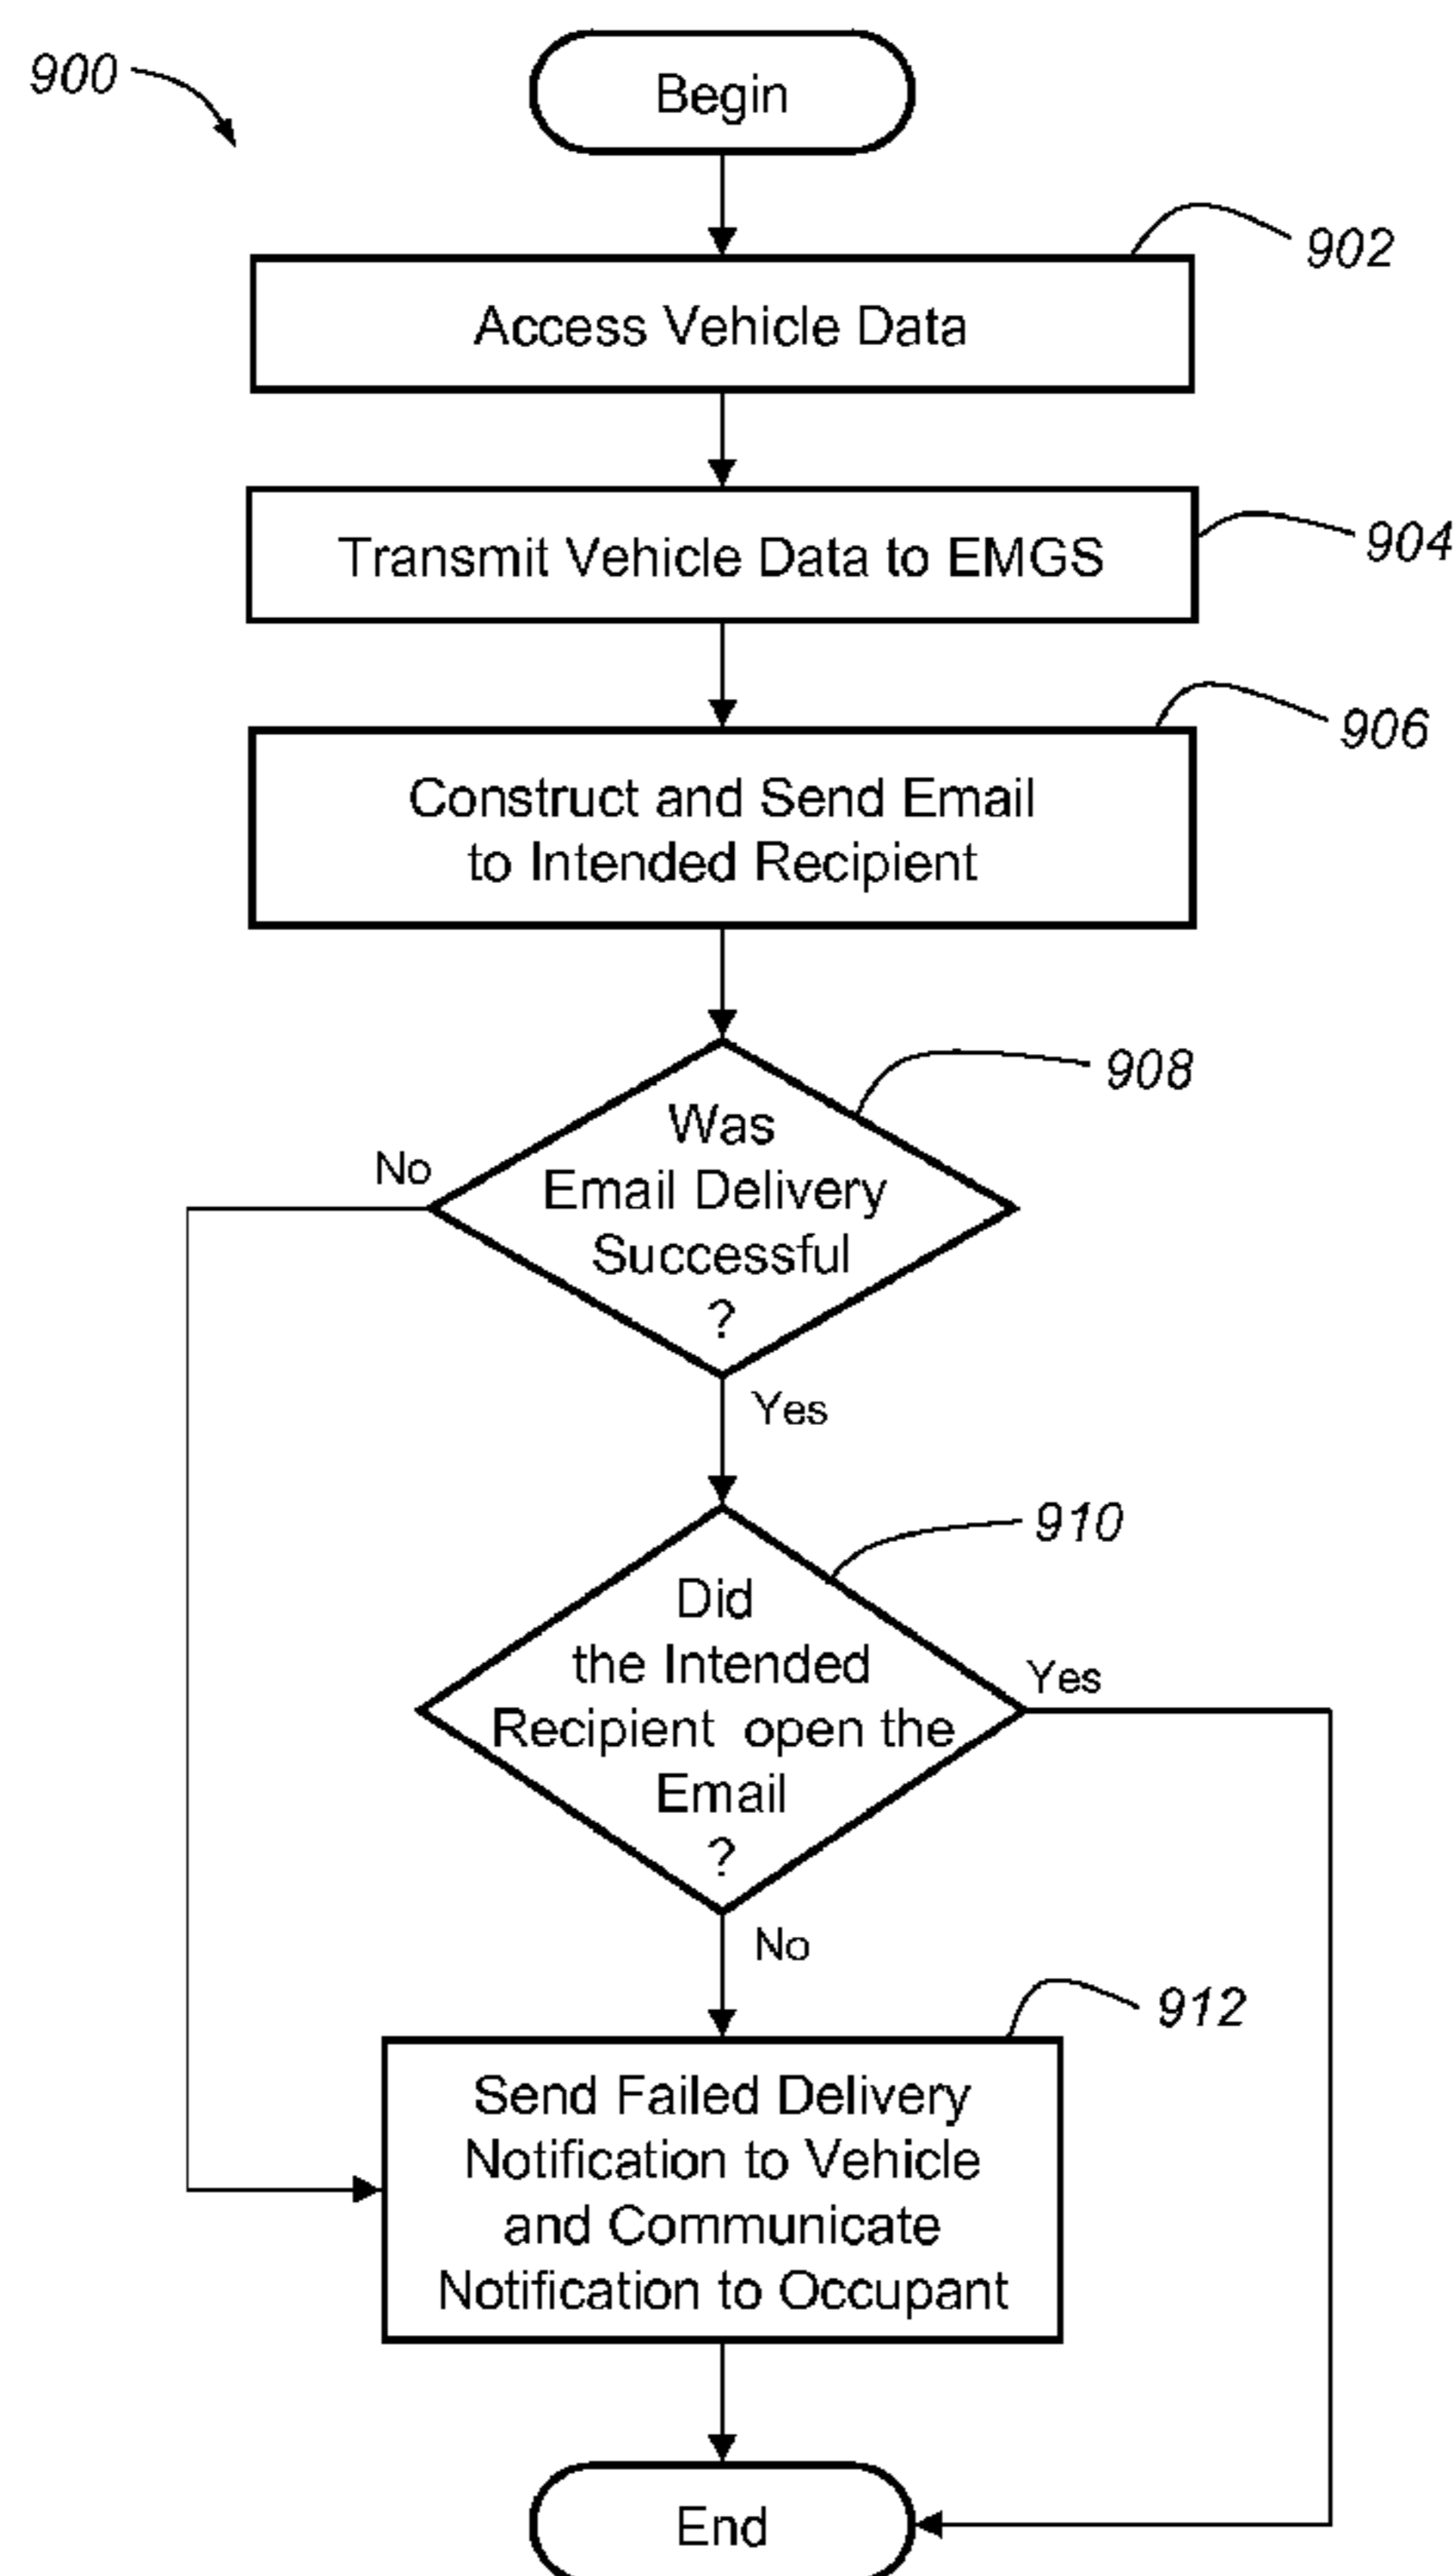 900
Begin
902
Access Vehicle Data
904
Transmit Vehicle Data to EMGS
906
Construct and Send Email
to Intended Recipient
908
Was
Email Delivery
Successful
?
No
Yes
910
Did
the Intended
Recipient open the
Email
?
Yes
No
912
Send Failed Delivery
Notification to Vehicle
and Communicate
Notification to Occupant
End